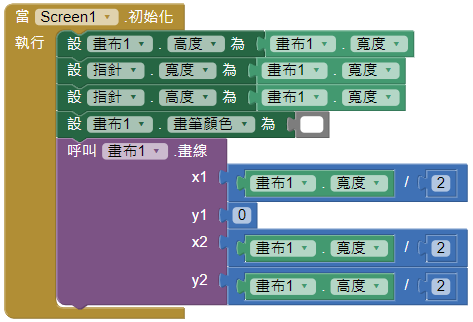 當 Screen1 .初始化
執行 設 畫布1 . 高度 為 畫布1 . 寬度
設 指針 . 寬度 為 畫布1 . 寬度
設 指針 . 高度 為 畫布1 . 寬度
設 畫布1 . 畫筆顏色 為
呼叫 畫布1 .畫線
x1 畫布1 . 寬度 / 2
y1 0
x2 畫布1 . 寬度 / 2
y2 畫布1 . 高度 / 2